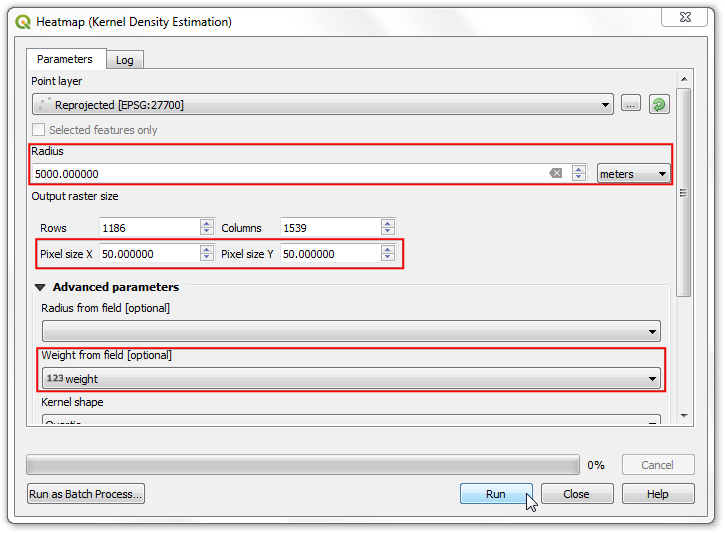 Heatmap (Kernel Density Estimation)
Parameters Log
Point layer
Reprojected [EPSG:27700] ...
Selected features only
Radius
5000.000000 meters
Output raster size
Rows 1186 Columns 1539
Pixel size X 50.000000 Pixel size Y 50.000000
Advanced parameters
Radius from field [optional]
Weight from field [optional]
123 weight
Kernel shape
0%
Cancel
Run as Batch Process... Run Close Help